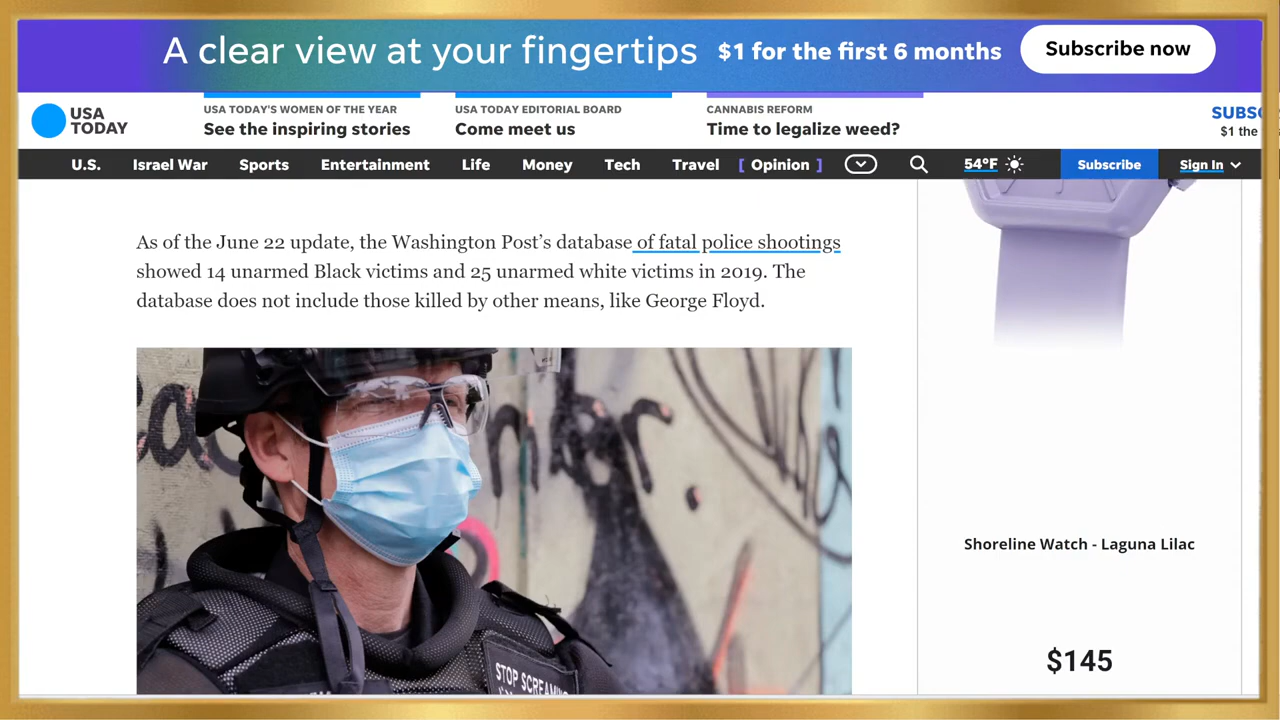 A clear view at your fingertips $1 for the first 6 months Subscribe now
USA
TODAY
USA TODAY'S WOMEN OF THE YEAR
See the inspiring stories
USA TODAY EDITORIAL BOARD
Come meet us
CANNABIS REFORM
Time to legalize weed?
SUBS
$1 the
U.S. Israel War Sports Entertainment Life Money Tech Travel [ Opinion ] 54°F Subscribe Sign In
As of the June 22 update, the Washington Post’s database of fatal police shootings
showed 14 unarmed Black victims and 25 unarmed white victims in 2019. The
database does not include those killed by other means, like George Floyd.
STOP SCREAMING
Shoreline Watch - Laguna Lilac
$145